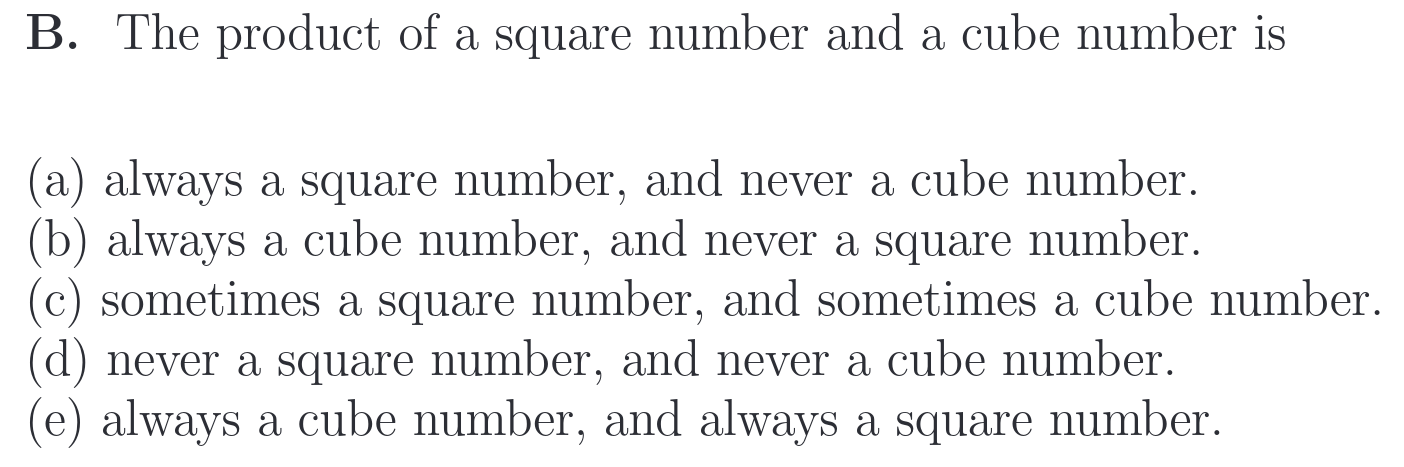 B. The product of a square number and a cube number is
(a) always a square number, and never a cube number.
(b) always a cube number, and never a square number.
(c) sometimes a square number, and sometimes a cube number.
(d) never a square number, and never a cube number.
(e) always a cube number, and always a square number.